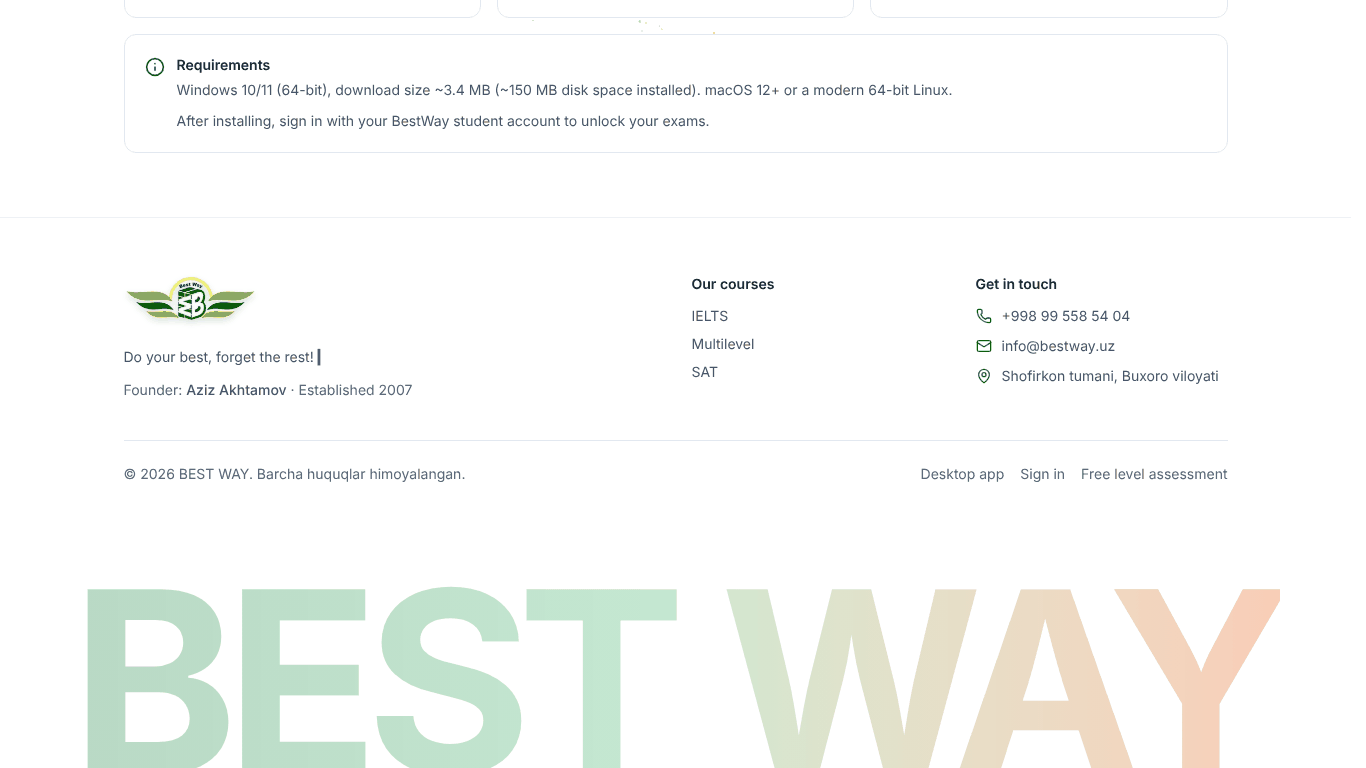 Requirements
Windows 10/11 (64-bit), download size ~3.4 MB (~150 MB disk space installed). macOS 12+ or a modern 64-bit Linux.
After installing, sign in with your BestWay student account to unlock your exams.
Best Way
Do your best, forget the rest!
Founder: Aziz Akhtamov · Established 2007
Our courses
IELTS
Multilevel
SAT
Get in touch
+998 99 558 54 04
info@bestway.uz
Shofirkon tumani, Buxoro viloyati
© 2026 BEST WAY. Barcha huquqlar himoyalangan.
Desktop app Sign in Free level assessment
BEST WAY